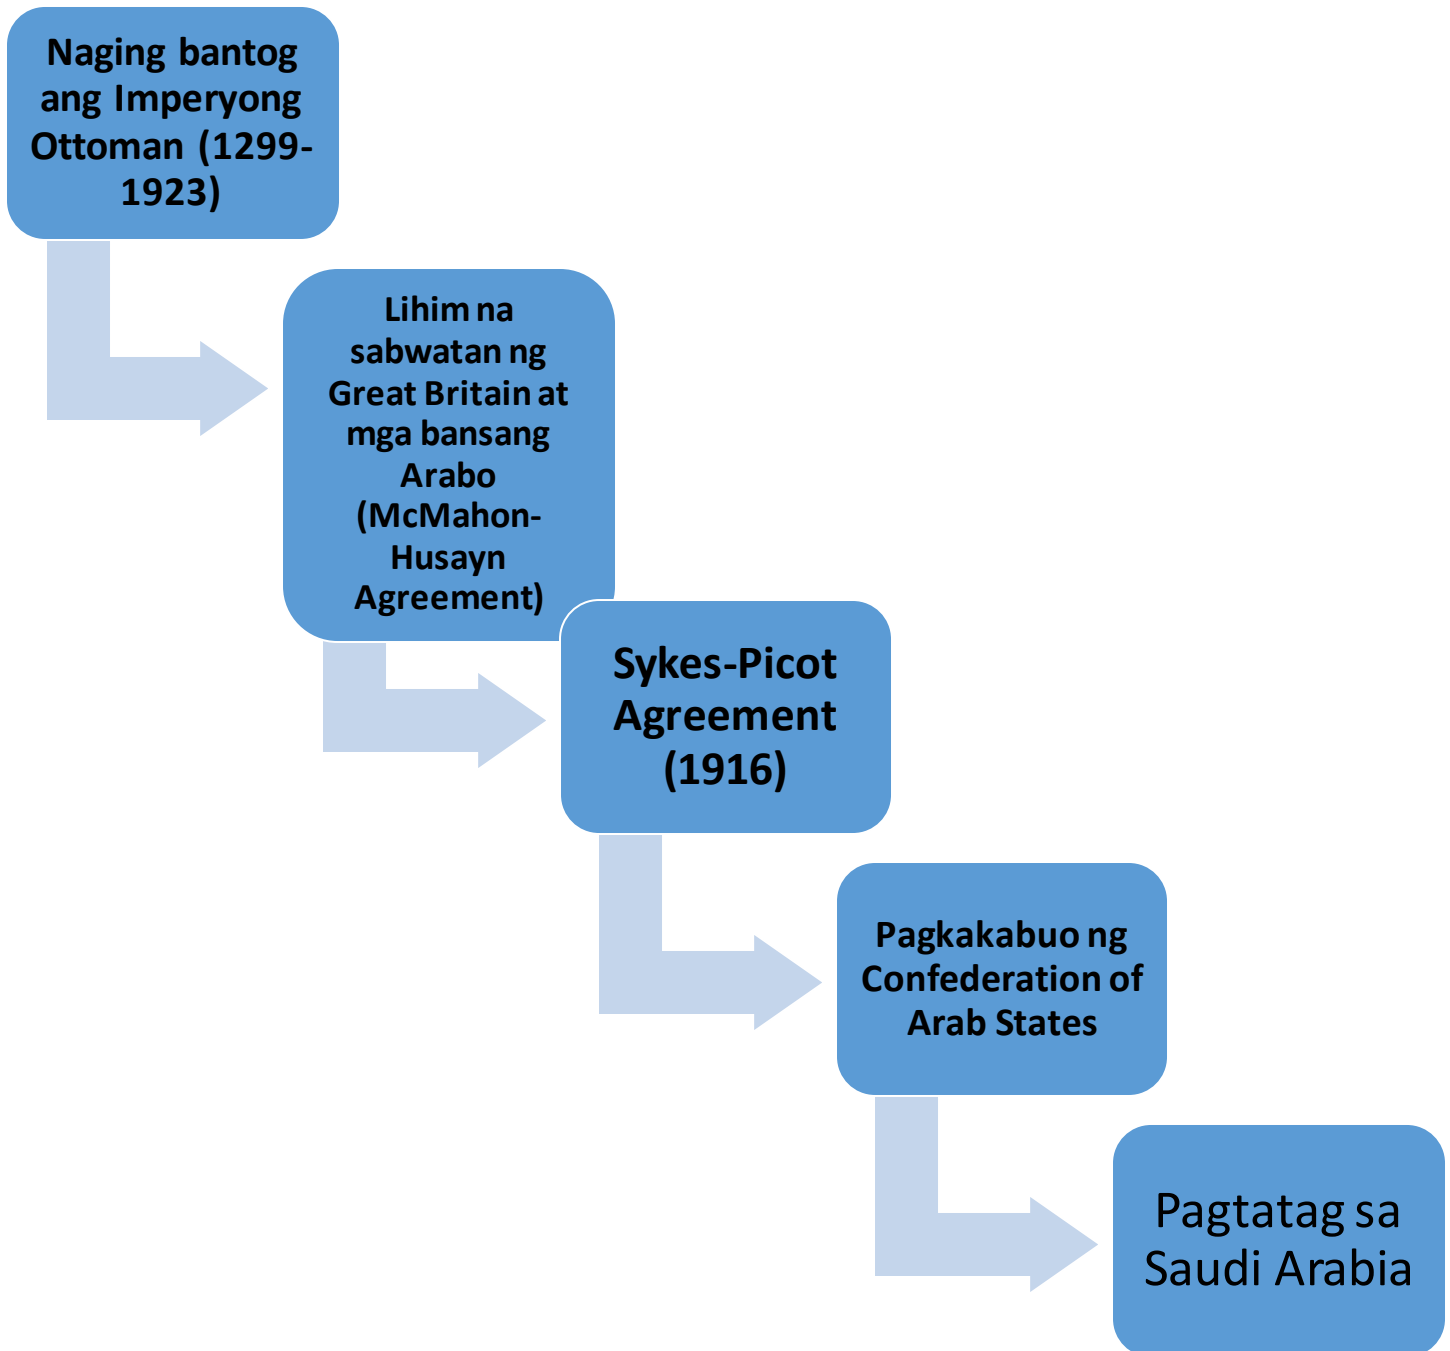 Naging bantog
ang Imperyong
Ottoman (1299-
1923)
Lihim na
sabwatan ng
Great Britain at
mga bansang
Arabo
(McMahon-
Husayn
Agreement)
Sykes-Picot
Agreement
(1916)
Pagkakabuo ng
Confederation of
Arab States
Pagtatag sa
Saudi Arabia